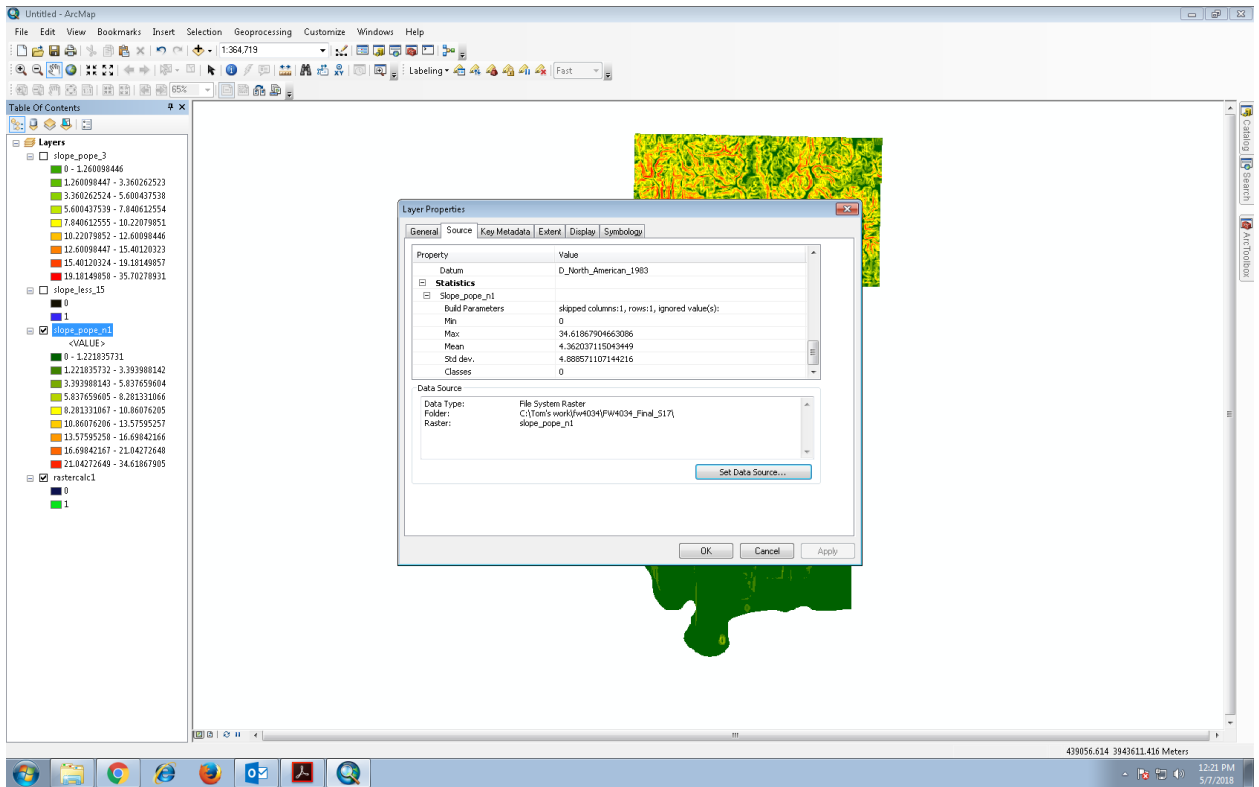 Untitled - ArcMap
File Edit View Bookmarks Insert Selection Geoprocessing Customize Windows Help
1:364,719
Labeling Fast
65%
Table Of Contents
Layers
slope_pope_3
0 - 1.260098446
1.260098447 - 3.360262523
3.360262524 - 5.600437538
5.600437539 - 7.840612554
7.840612555 - 10.22079851
10.22079852 - 12.60098446
12.60098447 - 15.40120323
15.40120324 - 19.18149857
19.18149858 - 35.70278931
slope_less_15
0
1
slope_pope_n1
<VALUE>
0 - 1.221835731
1.221835732 - 3.393988142
3.393988143 - 5.837659604
5.837659605 - 8.281331066
8.281331067 - 10.86076205
10.86076206 - 13.57595257
13.57595258 - 16.69842166
16.69842167 - 21.04272648
21.04272649 - 34.61867905
rastercalc1
0
1
Layer Properties
General Source Key Metadata Extent Display Symbology
Property Value
Datum D_North_American_1983
Statistics
Slope_pope_n1
Build Parameters skipped columns:1, rows:1, ignored value(s):
Min 0
Max 34.61867904663086
Mean 4.362037115043449
Std dev. 4.888571107144216
Classes 0
Data Source
Data Type: File System Raster
Folder: C:\Tom's work\fw4034\FW4034_Final_S17\
Raster: slope_pope_n1
Set Data Source...
OK Cancel Apply
Catalog
Search
ArcToolbox
439056.614 3943611.416 Meters
12:21 PM
5/7/2018